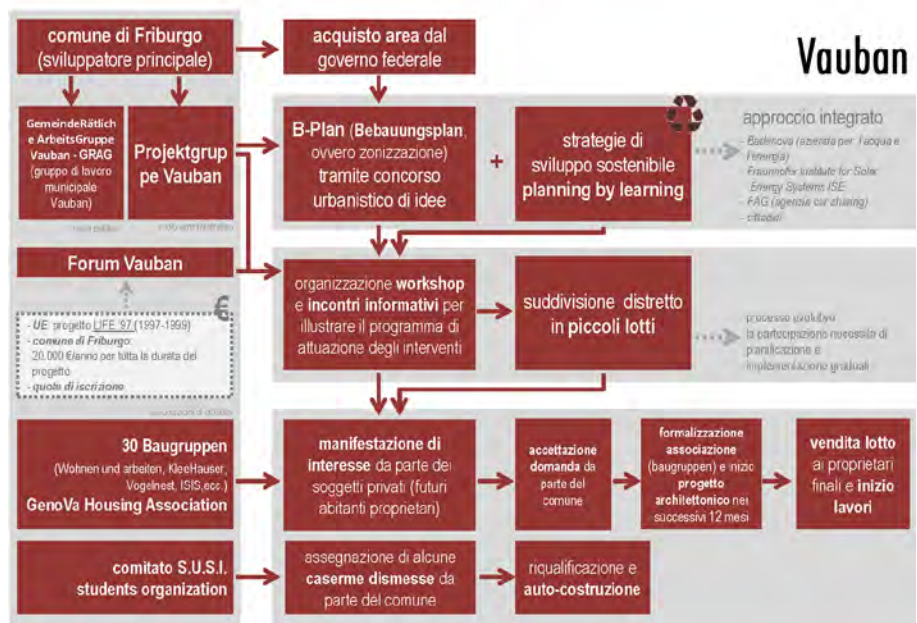 Vauban
comune di Friburgo
(sviluppatore principale)
acquisto area dal
governo federale
GemeindeRätlich
e ArbeitsGruppe
Vauban - GRAG
(gruppo di lavoro
municipale
Vauban)
Projektgrup
pe Vauban
B-Plan (Bebauungsplan,
ovvero zonizzazione)
tramite concorso
urbanistico di idee
+
strategie di
sviluppo sostenibile
planning by learning
approccio integrato
- Badenova (azienda per l'acqua e
l'energia)
- Fraunhofer Institute for Solar
Energy Systems ISE
- FAG (agenzia car sharing)
- cittadini
Forum Vauban
€
- UE: progetto LIFE '97 (1997-1999)
- comune di Friburgo:
20.000 €/anno per tutta la durata del
progetto
- quote di iscrizione
organizzazione workshop
e incontri informativi per
illustrare il programma di
attuazione degli interventi
suddivisione distretto
in piccoli lotti
processo evolutivo
la partecipazione necessita di
pianificazione e
implementazione graduali
30 Baugruppen
(Wohnen und arbeiten, KleeHauser,
Vogelnest, ISIS,ecc.)
GenoVa Housing Association
manifestazione di
interesse da parte dei
soggetti privati (futuri
abitanti proprietari)
accettazione
domanda da
parte del
comune
formalizzazione
associazione
(baugruppen) e inizio
progetto
architettonico nei
successivi 12 mesi
vendita lotto
ai proprietari
finali e inizio
lavori
comitato S.U.S.I.
students organization
assegnazione di alcune
caserme dismesse da
parte del comune
riqualificazione e
auto-costruzione